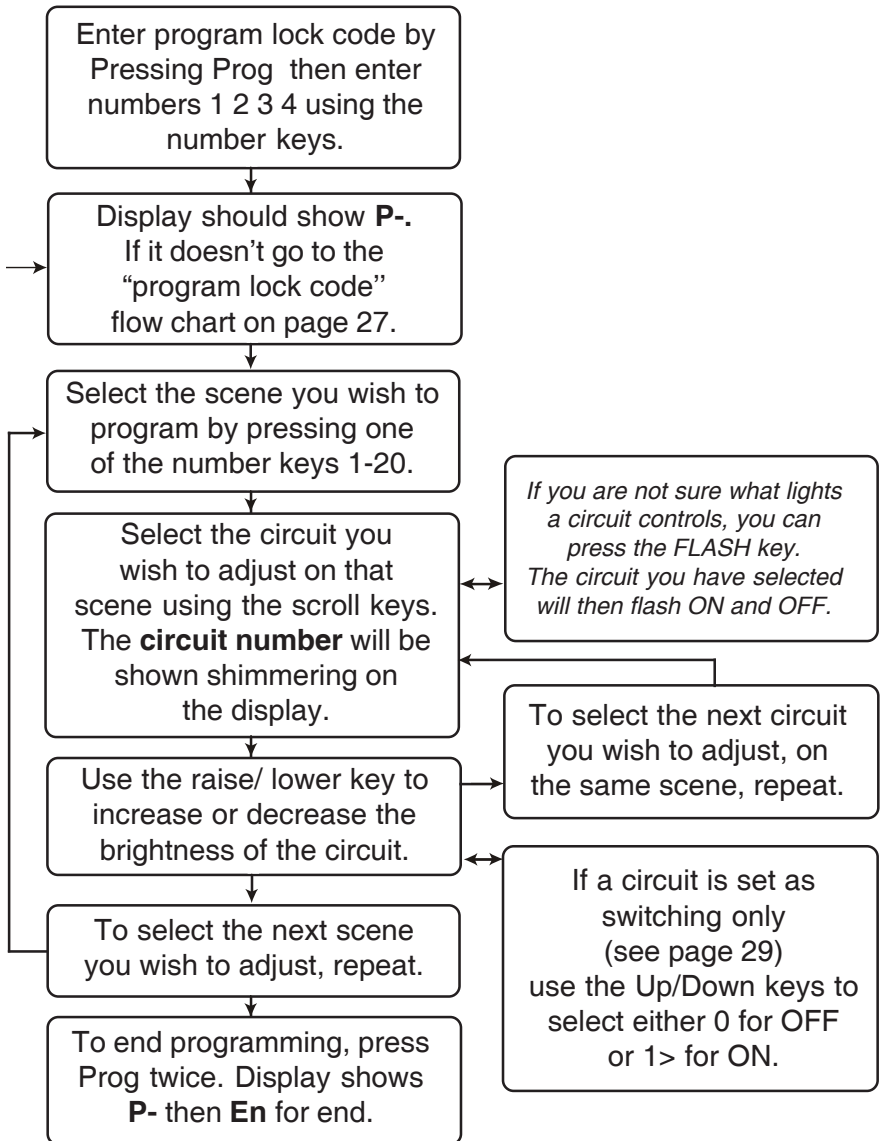 Enter program lock code by
Pressing Prog then enter
numbers 1 2 3 4 using the
number keys.
Display should show P-.
If it doesn't go to the
“program lock code’’
flow chart on page 27.
Select the scene you wish to
program by pressing one
of the number keys 1-20.
Select the circuit you
wish to adjust on that
scene using the scroll keys.
The circuit number will be
shown shimmering on
the display.
If you are not sure what lights
a circuit controls, you can
press the FLASH key.
The circuit you have selected
will then flash ON and OFF.
Use the raise/ lower key to
increase or decrease the
brightness of the circuit.
To select the next circuit
you wish to adjust, on
the same scene, repeat.
If a circuit is set as
switching only
(see page 29)
use the Up/Down keys to
select either 0 for OFF
or 1> for ON.
To select the next scene
you wish to adjust, repeat.
To end programming, press
Prog twice. Display shows
P- then En for end.